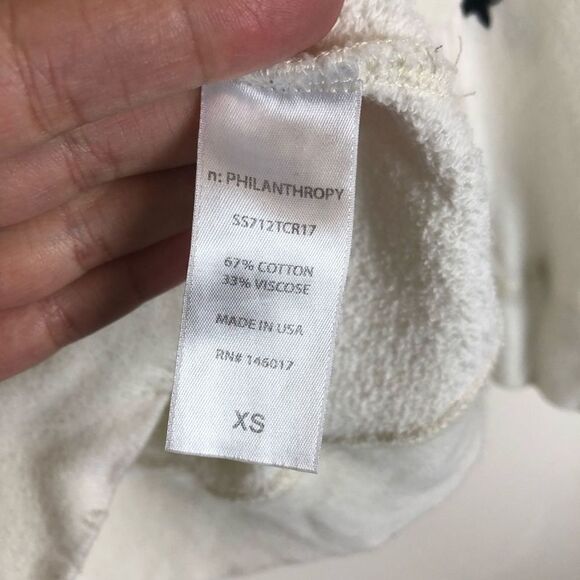 n: PHILANTHROPY
SS712TCR17
67% COTTON
33% VISCOSE
MADE IN USA
RN# 146017
XS